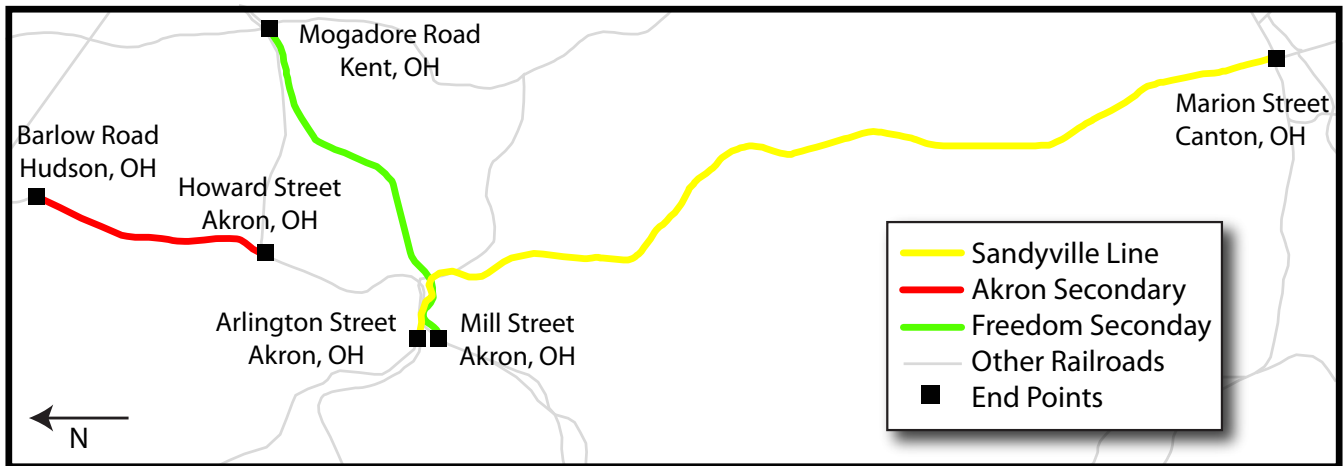 Mogadore Road
Kent, OH
Marion Street
Canton, OH
Barlow Road
Hudson, OH
Howard Street
Akron, OH
Arlington Street
Akron, OH
Mill Street
Akron, OH
Sandyville Line
Akron Secondary
Freedom Seconday
Other Railroads
End Points
N